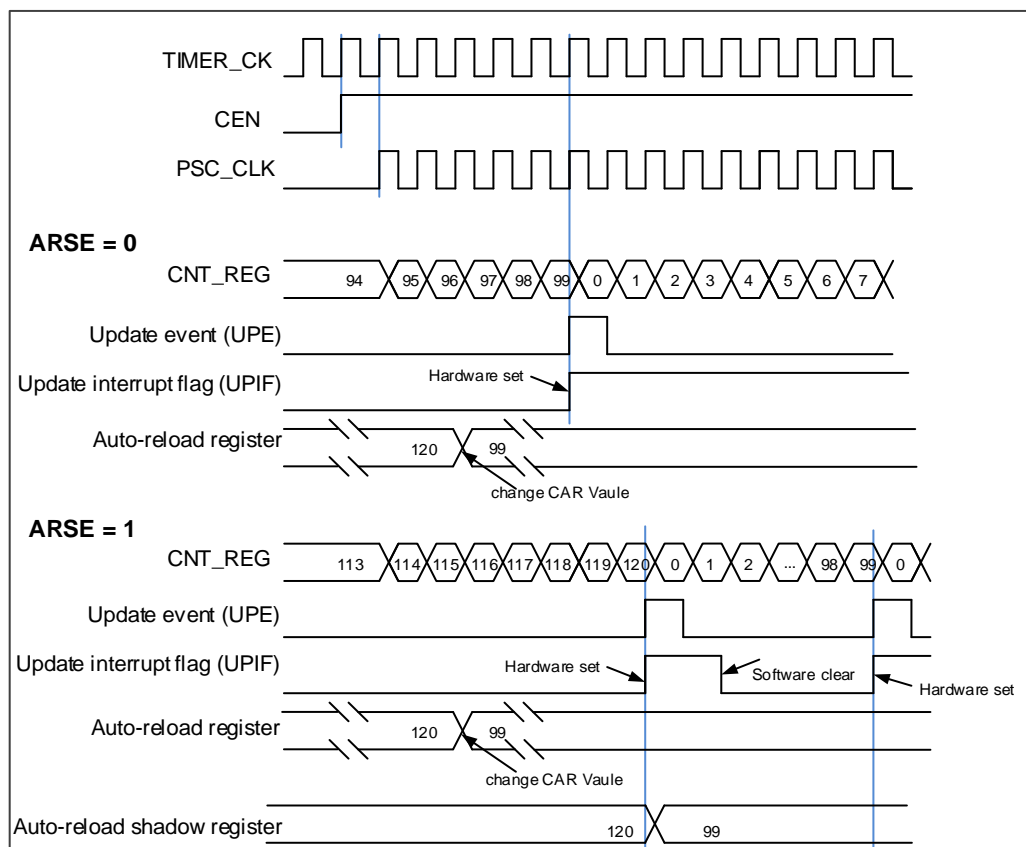 TIMER_CK
CEN
PSC_CLK
ARSE = 0
CNT_REG 94 95 96 97 98 99 0 1 2 3 4 5 6 7
Update event (UPE)
Update interrupt flag (UPIF) Hardware set
Auto-reload register 120 99
change CAR Vaule
ARSE = 1
CNT_REG 113 114 115 116 117 118 119 120 0 1 2 ... 98 99 0
Update event (UPE)
Update interrupt flag (UPIF) Hardware set Software clear Hardware set
Auto-reload register 120 99
change CAR Vaule
Auto-reload shadow register 120 99